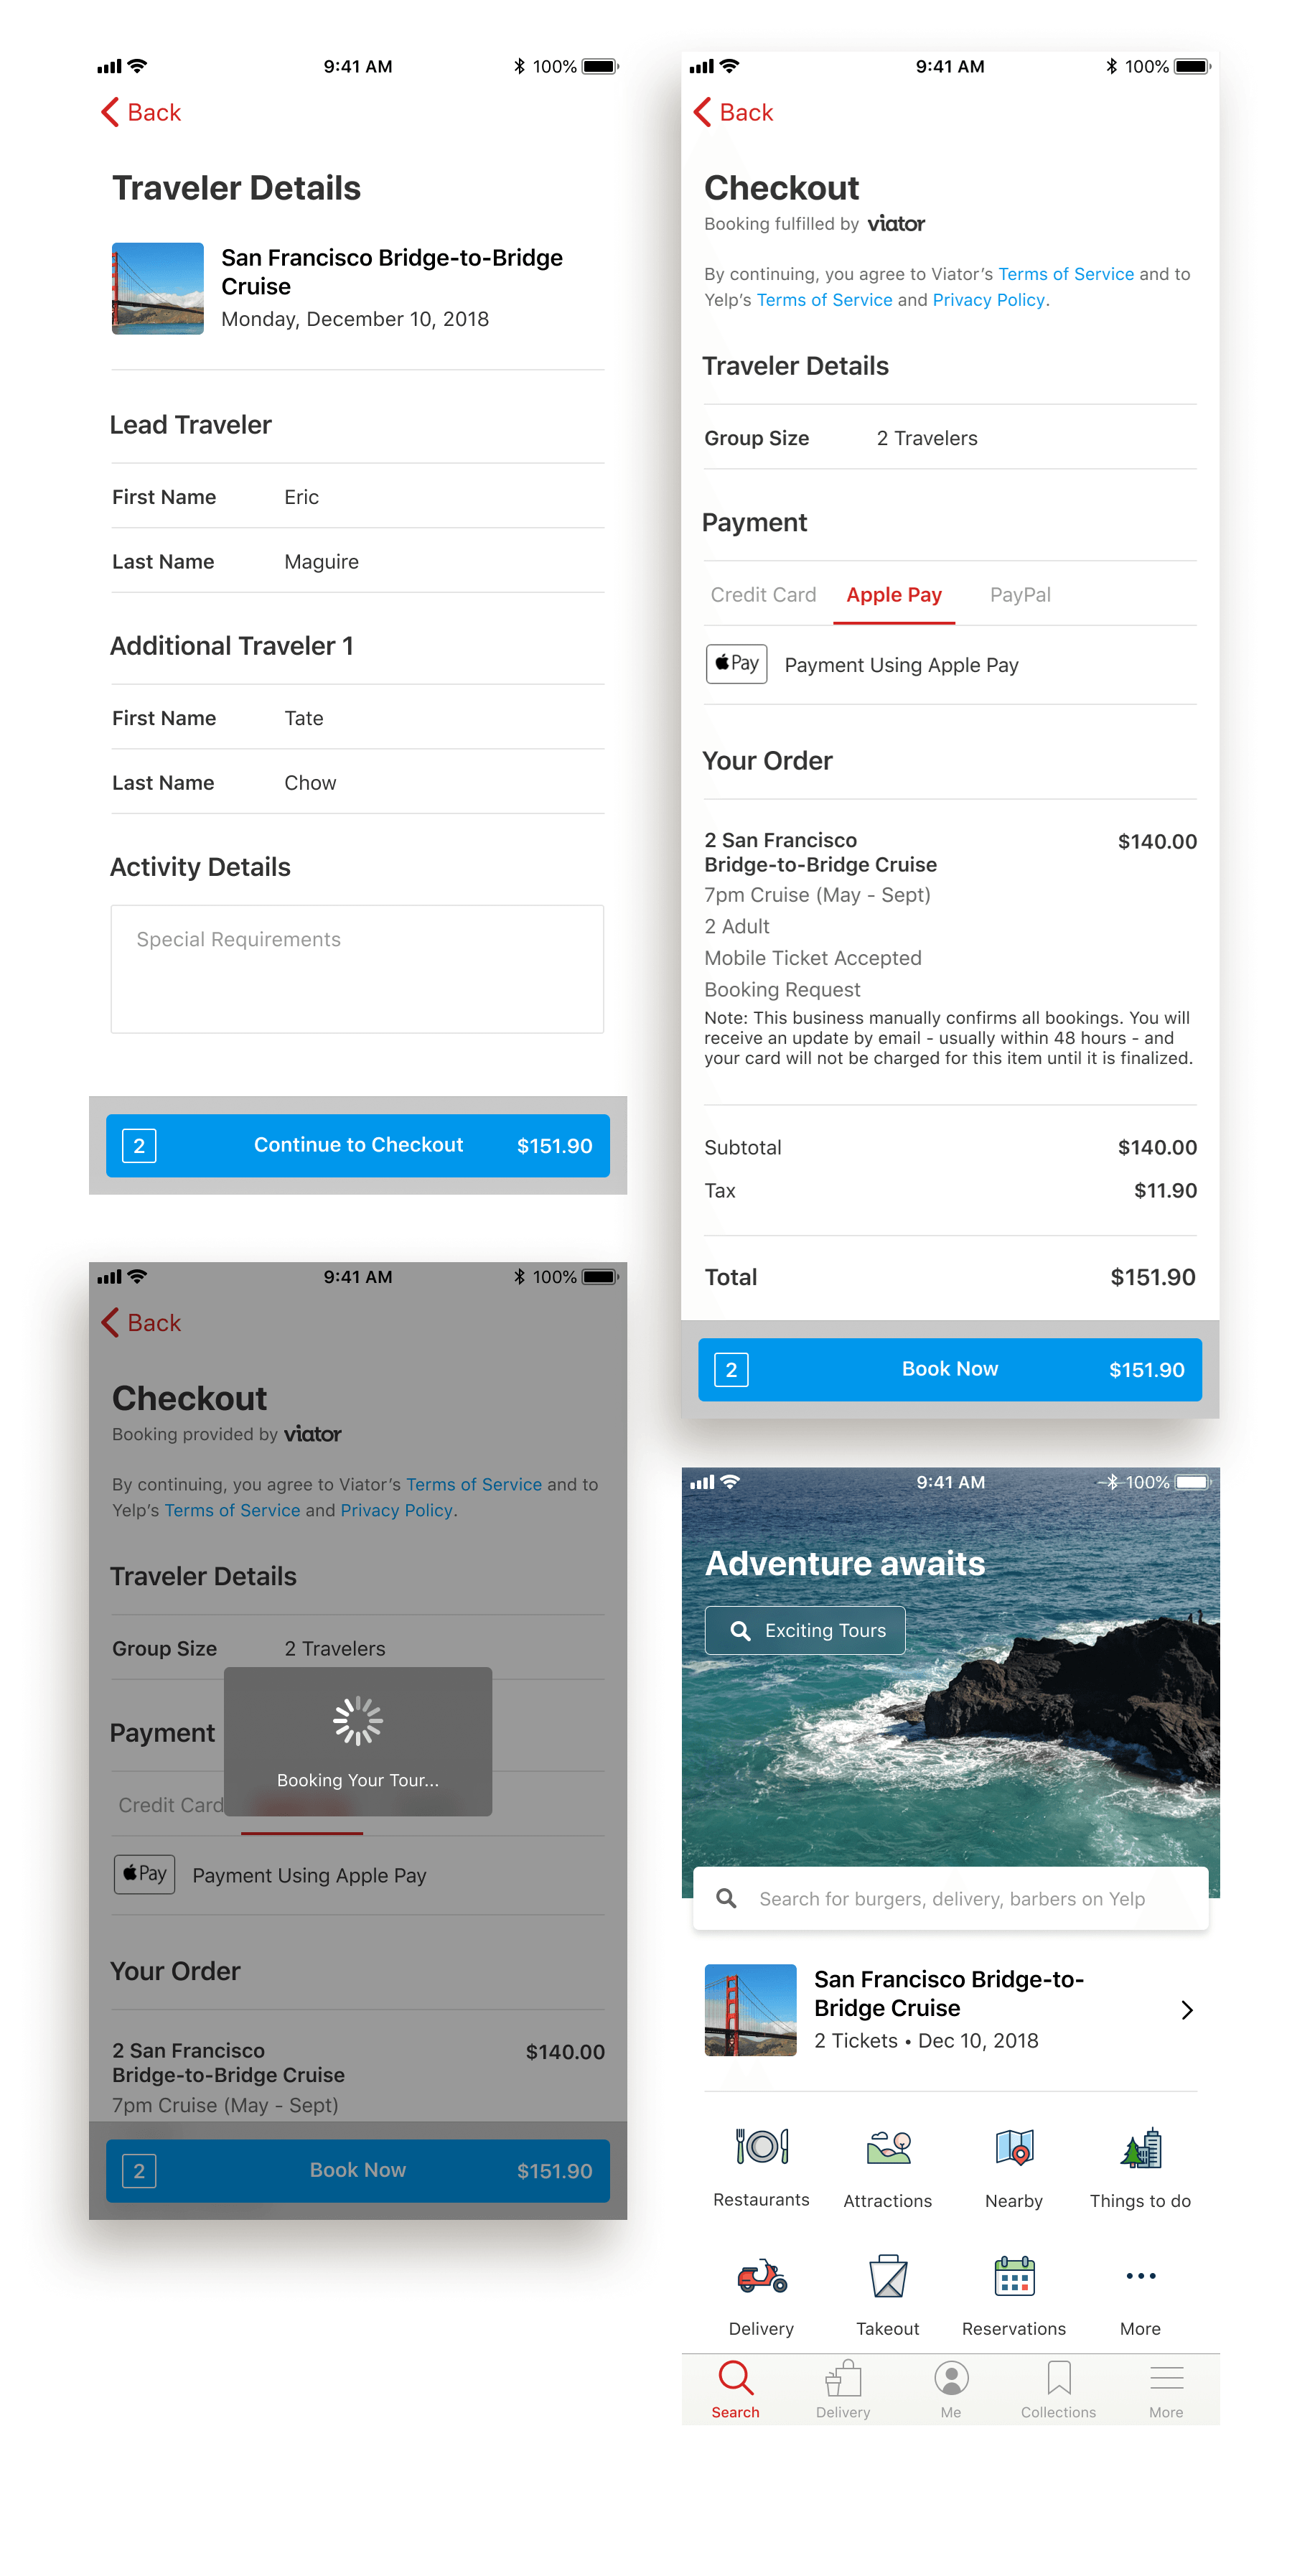 9:41 AM
100%
Back
Traveler Details
San Francisco Bridge-to-Bridge
Cruise
Monday, December 10, 2018
Lead Traveler
First Name Eric
Last Name Maguire
Additional Traveler 1
First Name Tate
Last Name Chow
Activity Details
Special Requirements
2 Continue to Checkout $151.90
9:41 AM
100%
Back
Checkout
Booking fulfilled by viator
By continuing, you agree to Viator’s Terms of Service and to
Yelp’s Terms of Service and Privacy Policy.
Traveler Details
Group Size 2 Travelers
Payment
Credit Card Apple Pay PayPal
Pay Payment Using Apple Pay
Your Order
2 San Francisco $140.00
Bridge-to-Bridge Cruise
7pm Cruise (May - Sept)
2 Adult
Mobile Ticket Accepted
Booking Request
Note: This business manually confirms all bookings. You will
receive an update by email - usually within 48 hours - and
your card will not be charged for this item until it is finalized.
Subtotal $140.00
Tax $11.90
Total $151.90
2 Book Now $151.90
9:41 AM
100%
Back
Checkout
Booking provided by viator
By continuing, you agree to Viator’s Terms of Service and to
Yelp’s Terms of Service and Privacy Policy.
Traveler Details
Group Size 2 Travelers
Payment
Booking Your Tour...
Credit Card
Pay Payment Using Apple Pay
Your Order
2 San Francisco $140.00
Bridge-to-Bridge Cruise
7pm Cruise (May - Sept)
2 Book Now $151.90
9:41 AM
100%
Adventure awaits
Exciting Tours
Search for burgers, delivery, barbers on Yelp
San Francisco Bridge-to-
Bridge Cruise
2 Tickets • Dec 10, 2018
Restaurants Attractions Nearby Things to do
Delivery Takeout Reservations More
Search Delivery Me Collections More